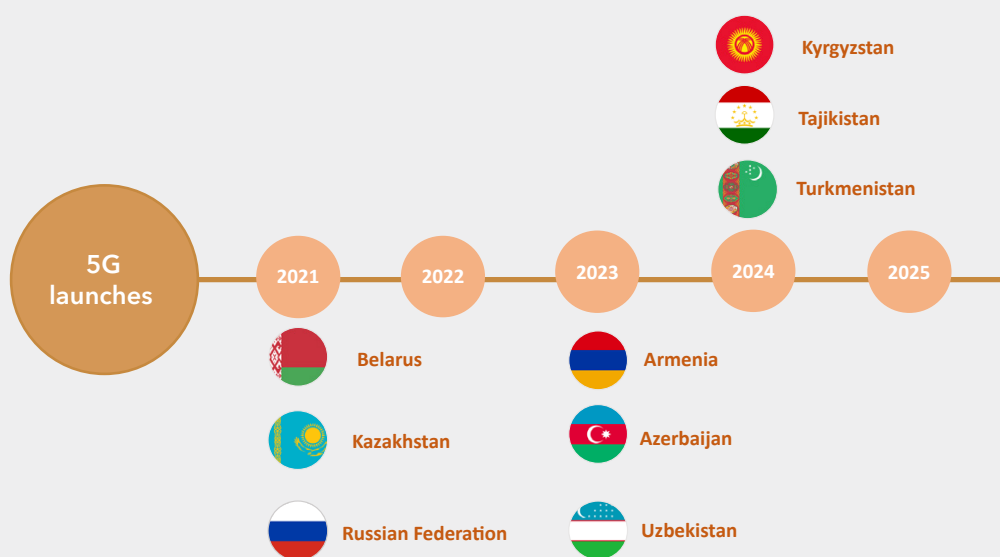 Kyrgyzstan
Tajikistan
Turkmenistan
5G
launches
2021
2022
2023
2024
2025
Belarus
Armenia
Kazakhstan
Azerbaijan
Russian Federation
Uzbekistan